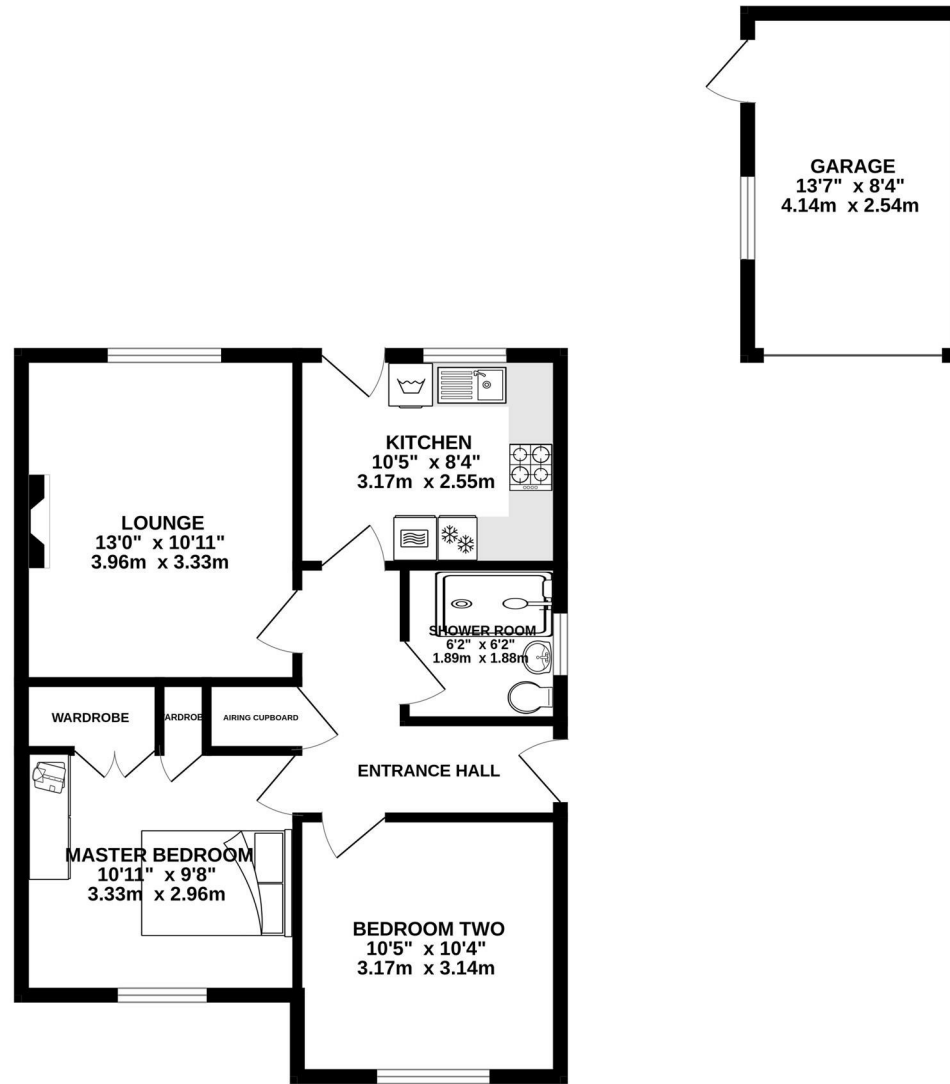 GARAGE
13'7" x 8'4"
4.14m x 2.54m
KITCHEN
10'5" x 8'4"
3.17m x 2.55m
LOUNGE
13'0" x 10'11"
3.96m x 3.33m
SHOWER ROOM
6'2" x 6'2"
1.89m x 1.88m
WARDROBE
ARDROB
AIRING CUPBOARD
ENTRANCE HALL
MASTER BEDROOM
10'11" x 9'8"
3.33m x 2.96m
BEDROOM TWO
10'5" x 10'4"
3.17m x 3.14m